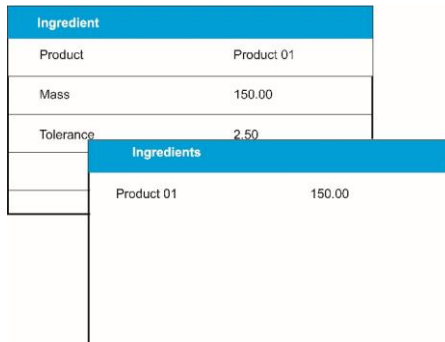 Ingredient
Product Product 01
Mass 150.00
Tolerance 2.50
Ingredients
Product 01 150.00